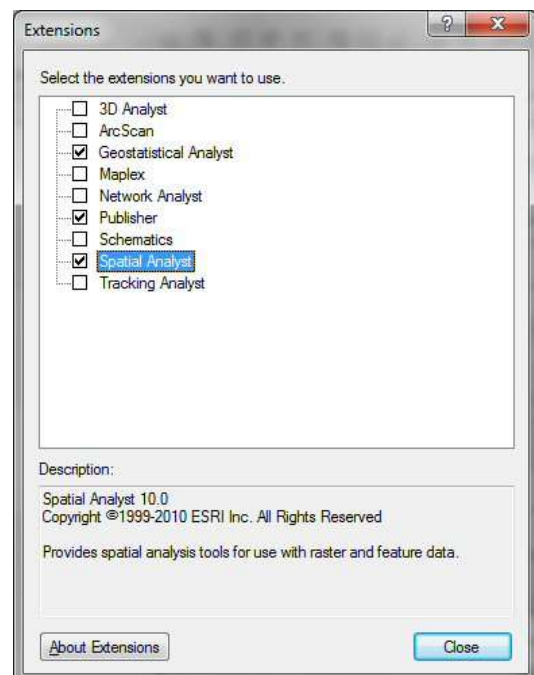 Extensions
Select the extensions you want to use.
3D Analyst
ArcScan
Geostatistical Analyst
Maplex
Network Analyst
Publisher
Schematics
Spatial Analyst
Tracking Analyst
Description:
Spatial Analyst 10.0
Copyright ©1999-2010 ESRI Inc. All Rights Reserved
Provides spatial analysis tools for use with raster and feature data.
About Extensions
Close